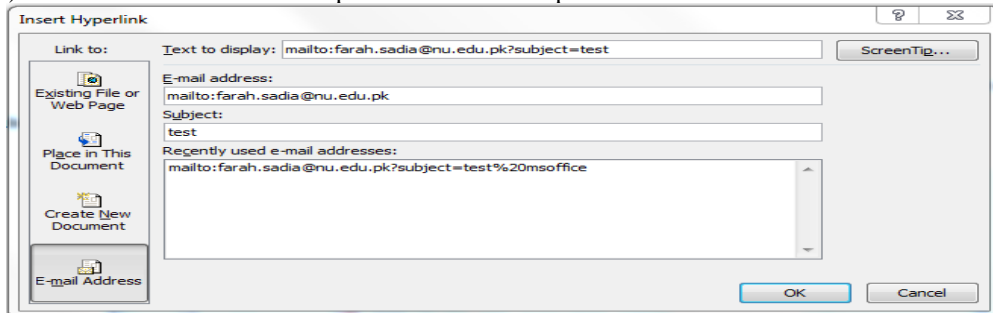 Insert Hyperlink
Link to:
Text to display: mailto:farah.sadia@nu.edu.pk?subject=test
ScreenTip...
Existing File or
Web Page
Place in This
Document
Create New
Document
E-mail Address
E-mail address:
mailto:farah.sadia@nu.edu.pk
Subject:
test
Recently used e-mail addresses:
mailto:farah.sadia@nu.edu.pk?subject=test%20msoffice
OK
Cancel